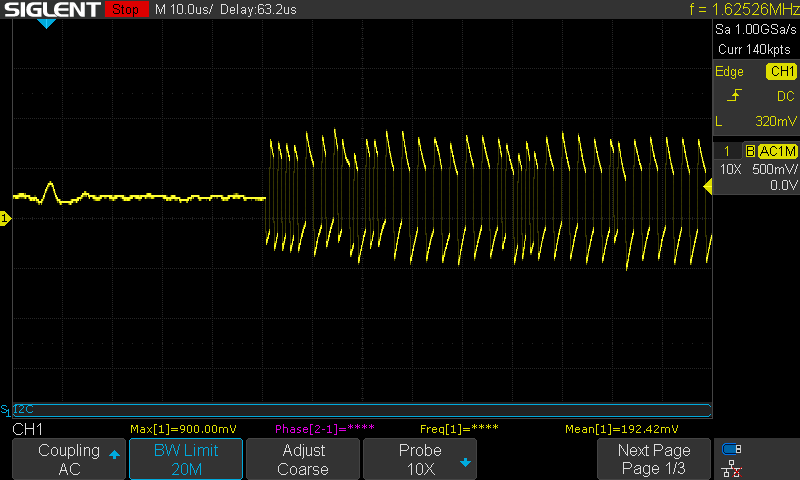 SIGLENT Stop M 10.0us/ Delay:63.2us f = 1.62526MHz
Sa 1.00GSa/s
Curr 140kpts
Edge CH1
DC
L 320mV
1 B AC1M
10X 500mV/
0.0V
1
S1 I2C
CH1 Max[1]=900.00mV Phase[2-1]=**** Freq[1]=**** Mean[1]=192.42mV
Coupling BW Limit Adjust Probe Next Page
AC 20M Coarse 10X Page 1/3